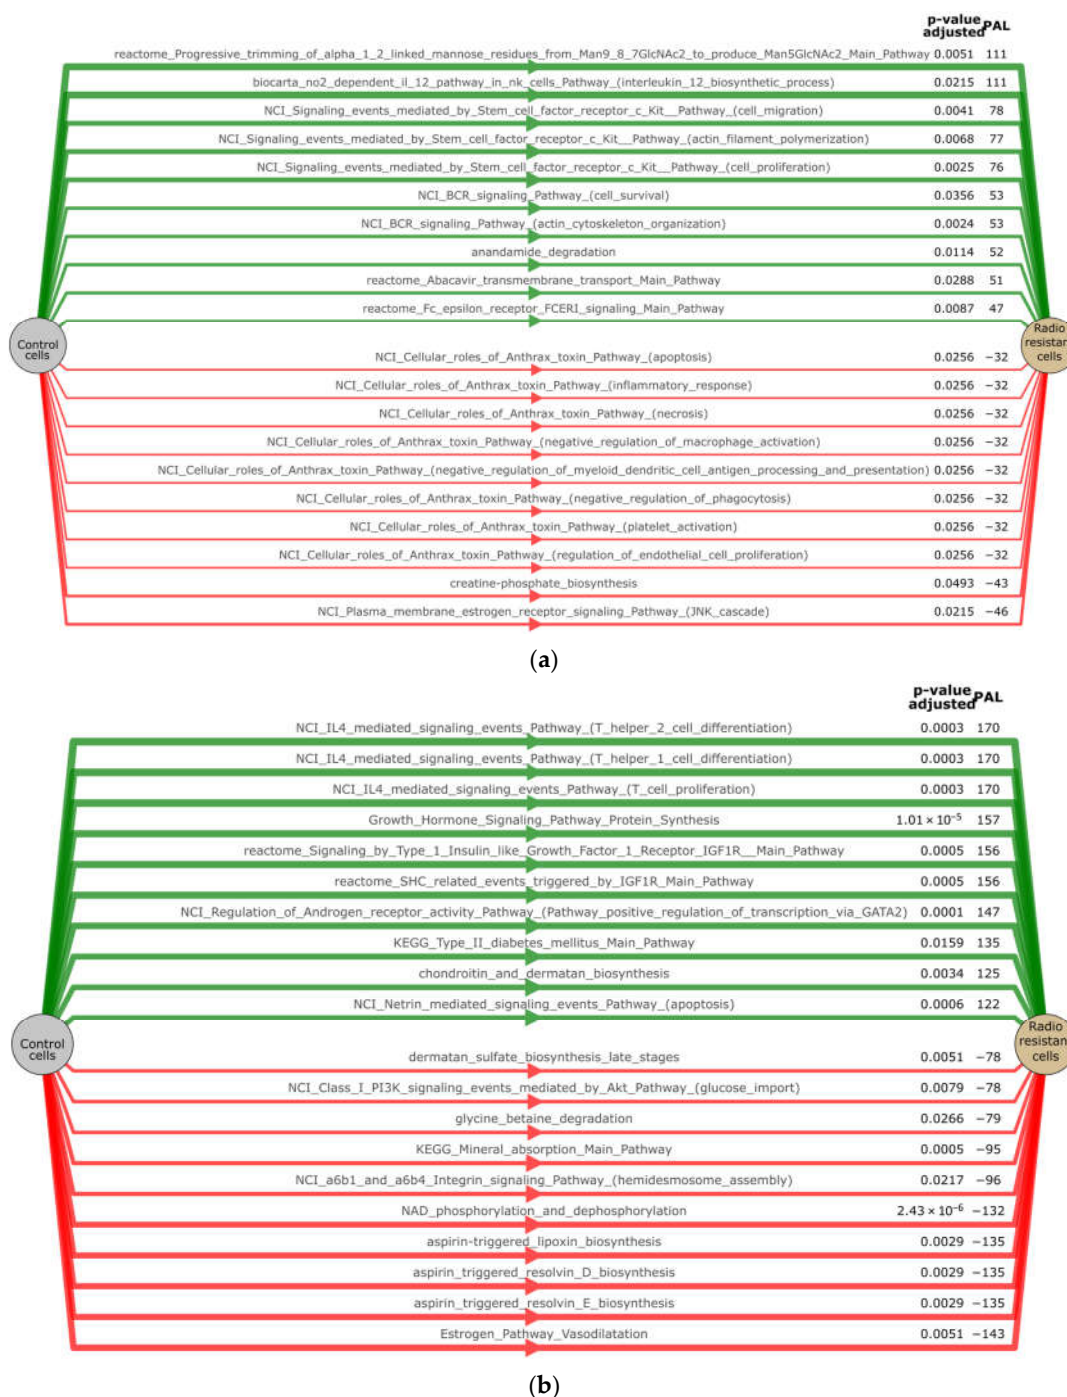 p-value adjusted PAL
reactome_Progressive_trimming_of_alpha_1_2_linked_mannose_residues_from_Man9_8_7GlcNAc2_to_produce_Man5GlcNAc2_Main_Pathway 0.0051 111
biocarta_no2_dependent_il_12_pathway_in_nk_cells_Pathway_(interleukin_12_biosynthetic_process) 0.0215 111
NCI_Signaling_events_mediated_by_Stem_cell_factor_receptor_c_Kit__Pathway_(cell_migration) 0.0041 78
NCI_Signaling_events_mediated_by_Stem_cell_factor_receptor_c_Kit__Pathway_(actin_filament_polymerization) 0.0068 77
NCI_Signaling_events_mediated_by_Stem_cell_factor_receptor_c_Kit__Pathway_(cell_proliferation) 0.0025 76
NCI_BCR_signaling_Pathway_(cell_survival) 0.0356 53
NCI_BCR_signaling_Pathway_(actin_cytoskeleton_organization) 0.0024 53
anandamide_degradation 0.0114 52
reactome_Abacavir_transmembrane_transport_Main_Pathway 0.0288 51
reactome_Fc_epsilon_receptor_FCERI_signaling_Main_Pathway 0.0087 47
Control cells
Radio resistan cells
NCI_Cellular_roles_of_Anthrax_toxin_Pathway_(apoptosis) 0.0256 −32
NCI_Cellular_roles_of_Anthrax_toxin_Pathway_(inflammatory_response) 0.0256 −32
NCI_Cellular_roles_of_Anthrax_toxin_Pathway_(necrosis) 0.0256 −32
NCI_Cellular_roles_of_Anthrax_toxin_Pathway_(negative_regulation_of_macrophage_activation) 0.0256 −32
NCI_Cellular_roles_of_Anthrax_toxin_Pathway_(negative_regulation_of_myeloid_dendritic_cell_antigen_processing_and_presentation) 0.0256 −32
NCI_Cellular_roles_of_Anthrax_toxin_Pathway_(negative_regulation_of_phagocytosis) 0.0256 −32
NCI_Cellular_roles_of_Anthrax_toxin_Pathway_(platelet_activation) 0.0256 −32
NCI_Cellular_roles_of_Anthrax_toxin_Pathway_(regulation_of_endothelial_cell_proliferation) 0.0256 −32
creatine-phosphate_biosynthesis 0.0493 −43
NCI_Plasma_membrane_estrogen_receptor_signaling_Pathway_(JNK_cascade) 0.0215 −46
(a)
p-value adjusted PAL
NCI_IL4_mediated_signaling_events_Pathway_(T_helper_2_cell_differentiation) 0.0003 170
NCI_IL4_mediated_signaling_events_Pathway_(T_helper_1_cell_differentiation) 0.0003 170
NCI_IL4_mediated_signaling_events_Pathway_(T_cell_proliferation) 0.0003 170
Growth_Hormone_Signaling_Pathway_Protein_Synthesis 1.01 × 10⁻⁵ 157
reactome_Signaling_by_Type_1_Insulin_like_Growth_Factor_1_Receptor_IGF1R__Main_Pathway 0.0005 156
reactome_SHC_related_events_triggered_by_IGF1R_Main_Pathway 0.0005 156
NCI_Regulation_of_Androgen_receptor_activity_Pathway_(Pathway_positive_regulation_of_transcription_via_GATA2) 0.0001 147
KEGG_Type_II_diabetes_mellitus_Main_Pathway 0.0159 135
chondroitin_and_dermatan_biosynthesis 0.0034 125
NCI_Netrin_mediated_signaling_events_Pathway_(apoptosis) 0.0006 122
Control cells
Radio resistan cells
dermatan_sulfate_biosynthesis_late_stages 0.0051 −78
NCI_Class_I_PI3K_signaling_events_mediated_by_Akt_Pathway_(glucose_import) 0.0079 −78
glycine_betaine_degradation 0.0266 −79
KEGG_Mineral_absorption_Main_Pathway 0.0005 −95
NCI_a6b1_and_a6b4_Integrin_signaling_Pathway_(hemidesmosome_assembly) 0.0217 −96
NAD_phosphorylation_and_dephosphorylation 2.43 × 10⁻⁶ −132
aspirin-triggered_lipoxin_biosynthesis 0.0029 −135
aspirin_triggered_resolvin_D_biosynthesis 0.0029 −135
aspirin_triggered_resolvin_E_biosynthesis 0.0029 −135
Estrogen_Pathway_Vasodilatation 0.0051 −143
(b)